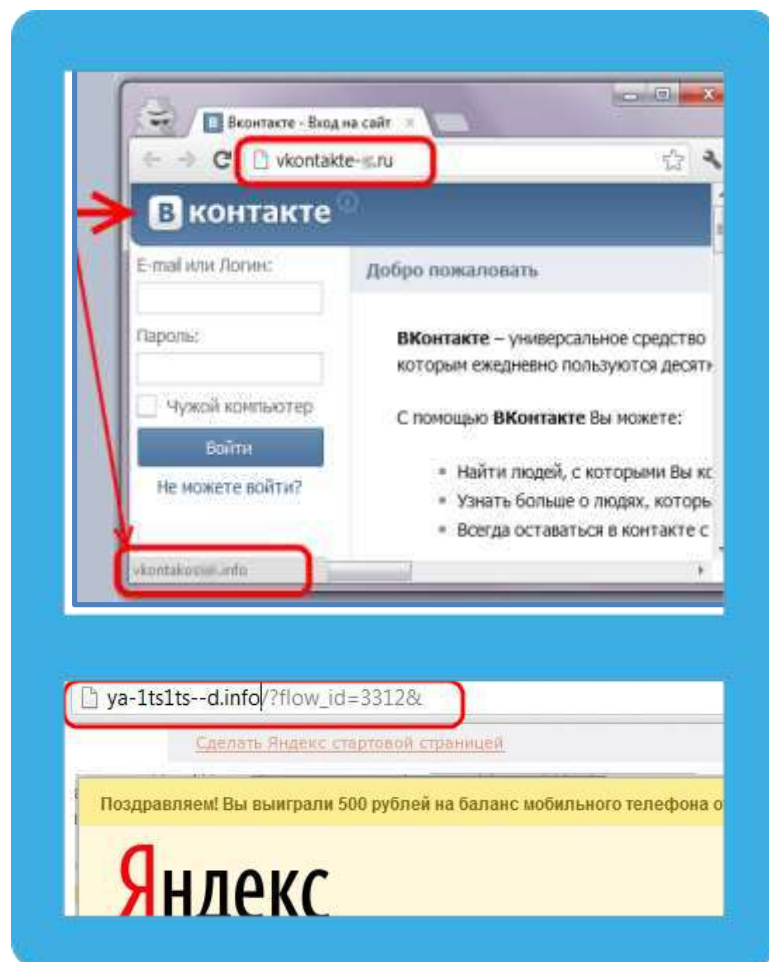 Вконтакте - Вход на сайт
vkontakte-
.ru
В контакте
E-mail или Логин:
Добро пожаловать
Пароль:
ВКонтакте – универсальное средство
которым ежедневно пользуются десятк
Чужой компьютер
С помощью ВКонтакте Вы можете:
Войти
Найти людей, с которыми Вы кс
Не можете войти?
Узнать больше о людях, которь
Всегда оставаться в контакте с
.info
ya-1ts1ts--d.info/?flow_id=3312&
Сделать Яндекс стартовой страницей
Поздравляем! Вы выиграли 500 рублей на баланс мобильного телефона о
Яндекс